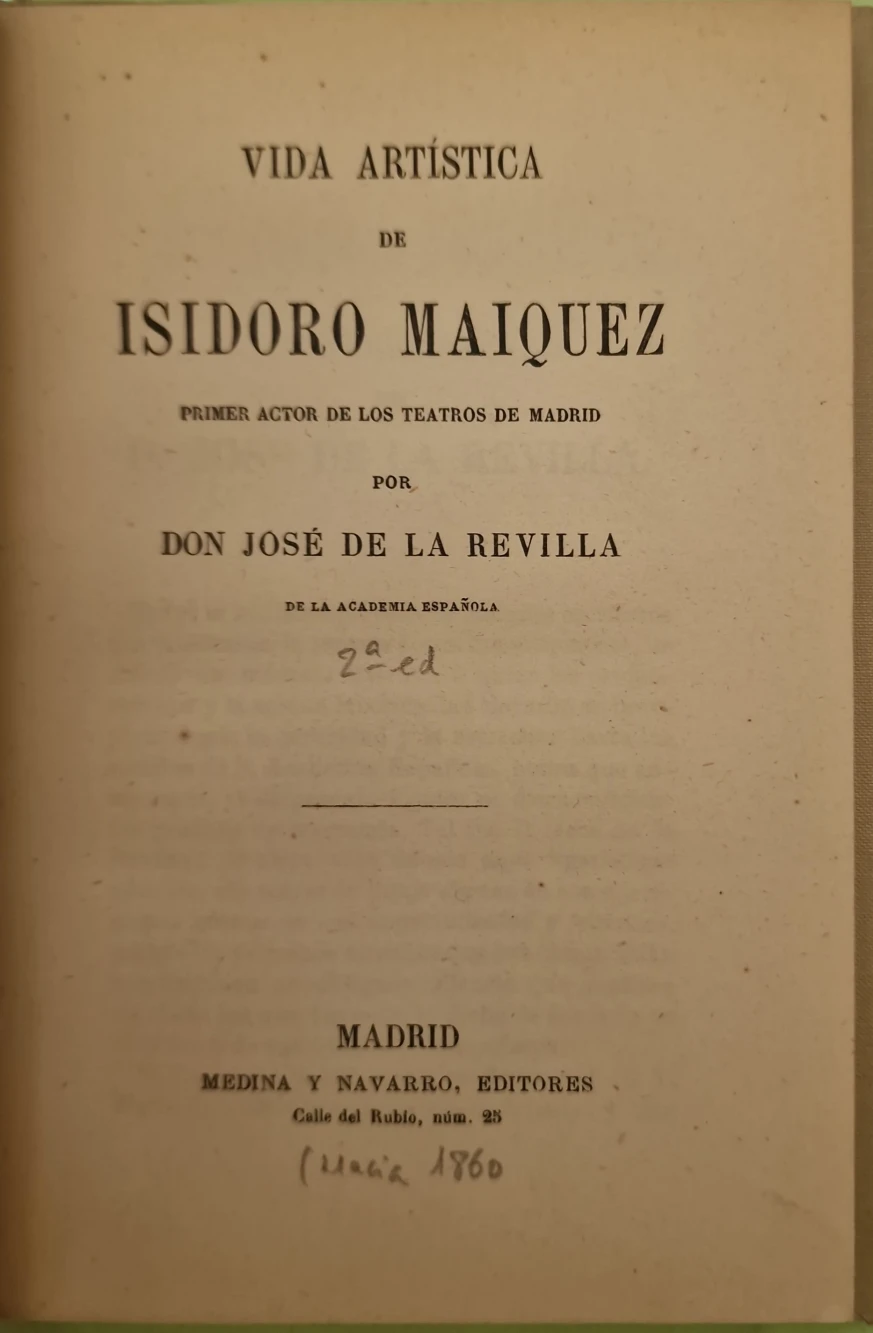 VIDA ARTÍSTICA
DE
ISIDORO MAIQUEZ
PRIMER ACTOR DE LOS TEATROS DE MADRID
POR
DON JOSÉ DE LA REVILLA
DE LA ACADEMIA ESPAÑOLA
2ª ed
MADRID
MEDINA Y NAVARRO, EDITORES
Calle del Rubio, núm. 25
(Hacia 1860